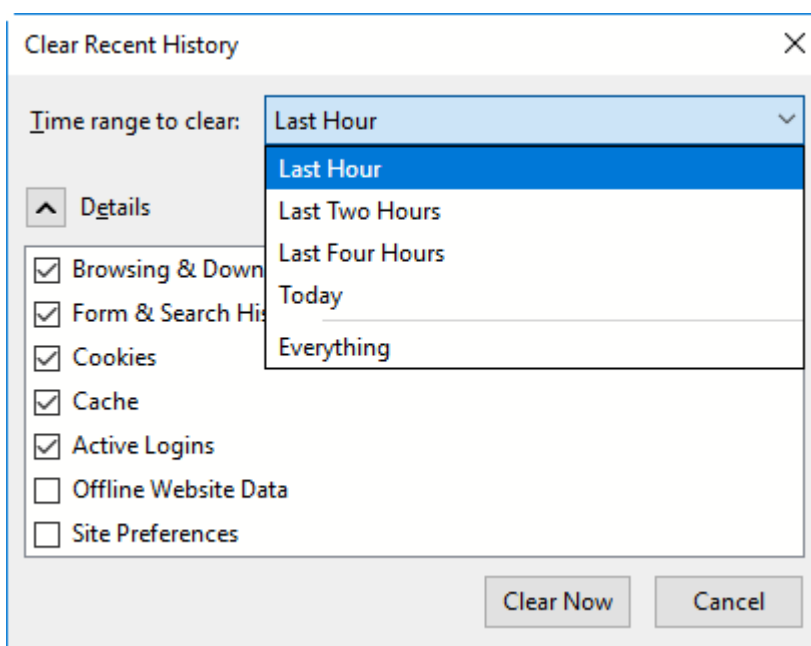 Clear Recent History
Time range to clear: Last Hour
Last Hour
Last Two Hours
Last Four Hours
Today
Everything
Details
Browsing & Down
Form & Search His
Cookies
Cache
Active Logins
Offline Website Data
Site Preferences
Clear Now Cancel